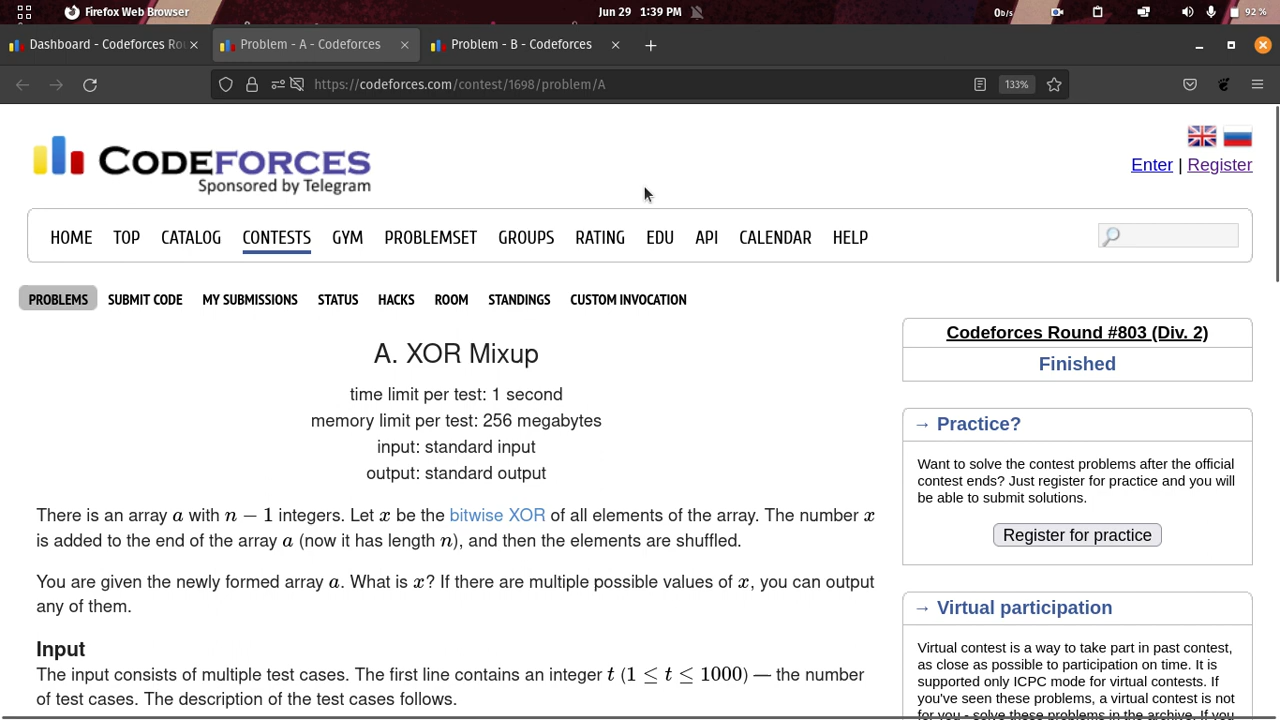 Firefox Web Browser
Jun 29 1:39 PM
0b/s
92 %
Dashboard - Codeforces Ro
Problem - A - Codeforces
Problem - B - Codeforces
https://codeforces.com/contest/1698/problem/A
133%
CODEFORCES
Sponsored by Telegram
Enter | Register
HOME TOP CATALOG CONTESTS GYM PROBLEMSET GROUPS RATING EDU API CALENDAR HELP
PROBLEMS SUBMIT CODE MY SUBMISSIONS STATUS HACKS ROOM STANDINGS CUSTOM INVOCATION
A. XOR Mixup
time limit per test: 1 second
memory limit per test: 256 megabytes
input: standard input
output: standard output
There is an array a with n − 1 integers. Let x be the bitwise XOR of all elements of the array. The number x
is added to the end of the array a (now it has length n), and then the elements are shuffled.
You are given the newly formed array a. What is x? If there are multiple possible values of x, you can output
any of them.
Input
The input consists of multiple test cases. The first line contains an integer t (1 ≤ t ≤ 1000) — the number
of test cases. The description of the test cases follows.
Codeforces Round #803 (Div. 2)
Finished
→ Practice?
Want to solve the contest problems after the official
contest ends? Just register for practice and you will
be able to submit solutions.
Register for practice
→ Virtual participation
Virtual contest is a way to take part in past contest,
as close as possible to participation on time. It is
supported only ICPC mode for virtual contests. If
you've seen these problems, a virtual contest is not
for you - solve these problems in the archive. If you